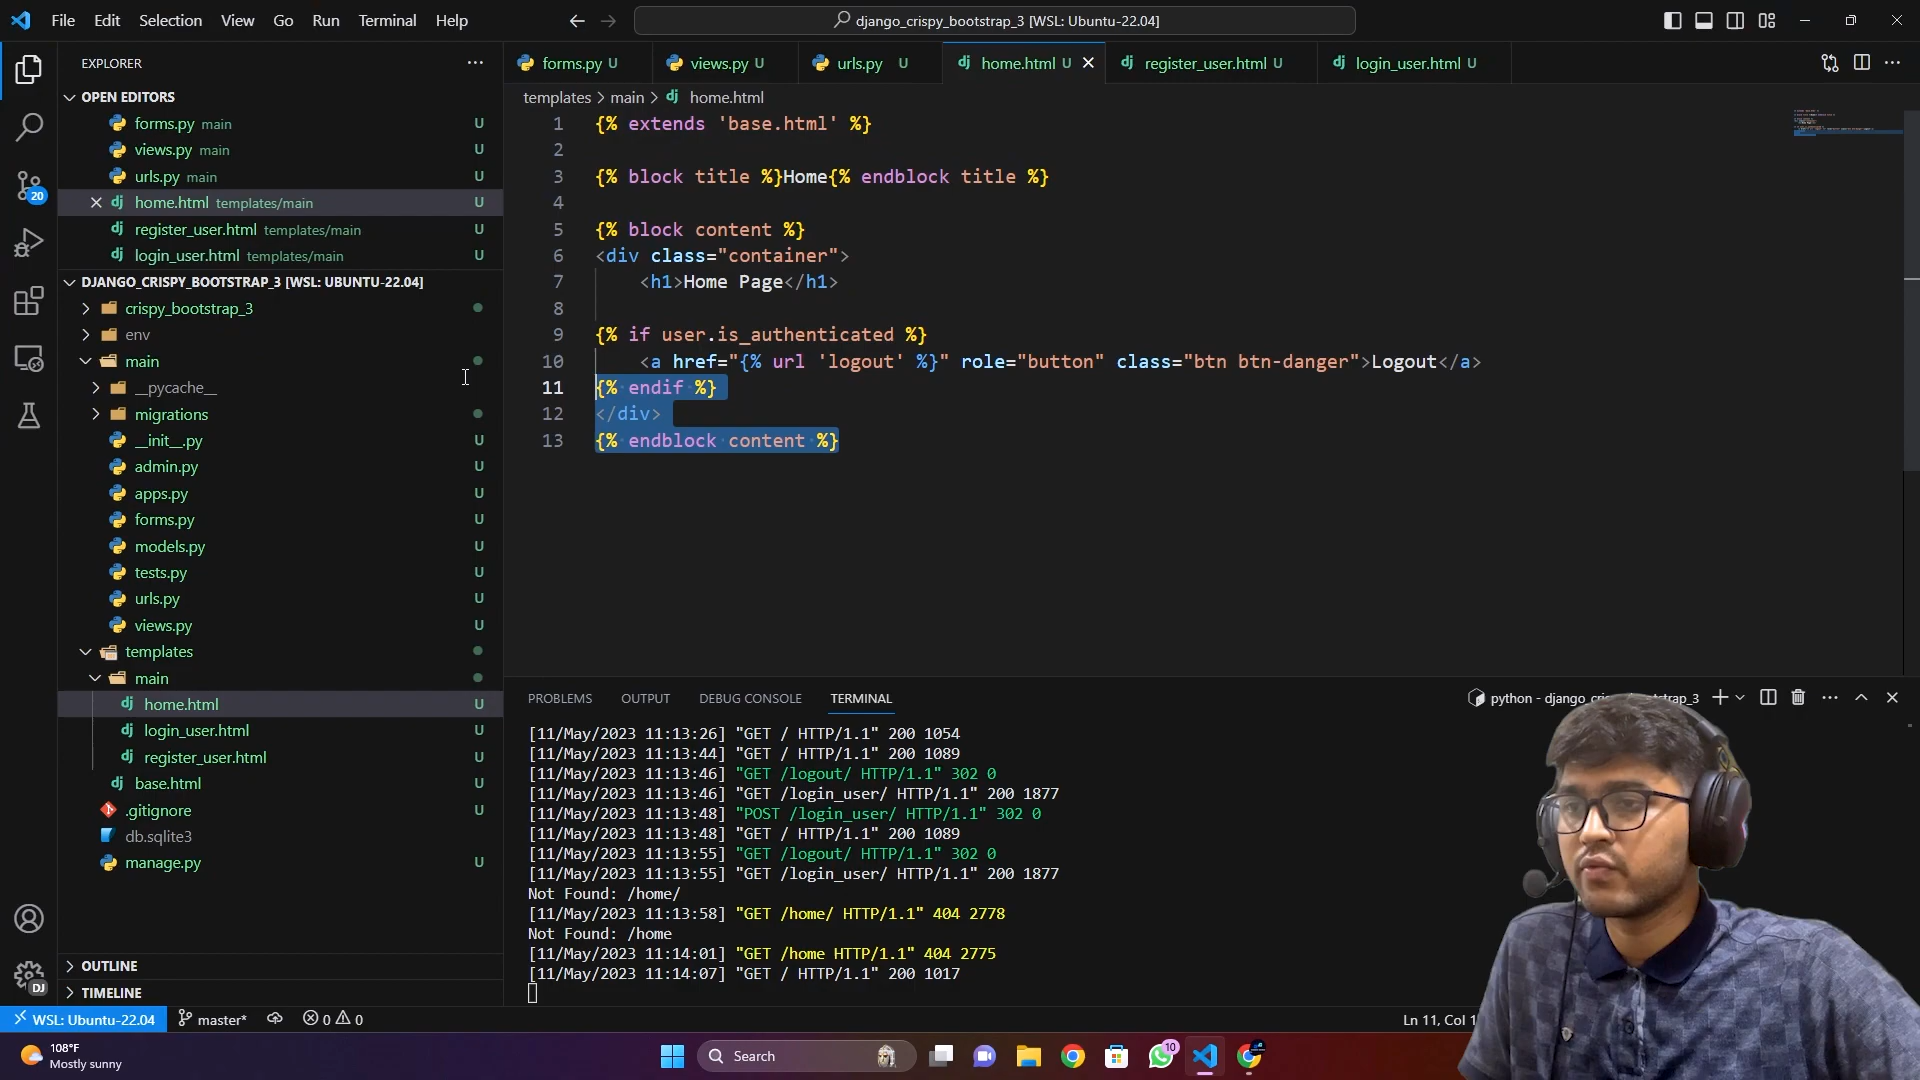 File Edit Selection View Go Run Terminal Help
django_crispy_bootstrap_3 [WSL: Ubuntu-22.04]
EXPLORER
OPEN EDITORS
forms.py main U
views.py main U
urls.py main U
home.html templates/main U
register_user.html templates/main U
login_user.html templates/main U
DJANGO_CRISPY_BOOTSTRAP_3 [WSL: UBUNTU-22.04]
crispy_bootstrap_3
env
main
__pycache__
migrations
__init__.py U
admin.py U
apps.py U
forms.py U
models.py U
tests.py U
urls.py U
views.py U
templates
main
home.html U
login_user.html U
register_user.html U
base.html U
.gitignore U
db.sqlite3
manage.py U
OUTLINE
TIMELINE
20
DJ
forms.py U views.py U urls.py U home.html U register_user.html U login_user.html U
templates > main > home.html
1 {% extends 'base.html' %}
2
3 {% block title %}Home{% endblock title %}
4
5 {% block content %}
6 <div class="container">
7 <h1>Home Page</h1>
8
9 {% if user.is_authenticated %}
10 <a href="{% url 'logout' %}" role="button" class="btn btn-danger">Logout</a>
11 {% endif %}
12 </div>
13 {% endblock content %}
PROBLEMS OUTPUT DEBUG CONSOLE TERMINAL
python - django_
[11/May/2023 11:13:26] "GET / HTTP/1.1" 200 1054
[11/May/2023 11:13:44] "GET / HTTP/1.1" 200 1089
[11/May/2023 11:13:46] "GET /logout/ HTTP/1.1" 302 0
[11/May/2023 11:13:46] "GET /login_user/ HTTP/1.1" 200 1877
[11/May/2023 11:13:48] "POST /login_user/ HTTP/1.1" 302 0
[11/May/2023 11:13:48] "GET / HTTP/1.1" 200 1089
[11/May/2023 11:13:55] "GET /logout/ HTTP/1.1" 302 0
[11/May/2023 11:13:55] "GET /login_user/ HTTP/1.1" 200 1877
Not Found: /home/
[11/May/2023 11:13:58] "GET /home/ HTTP/1.1" 404 2778
Not Found: /home
[11/May/2023 11:14:01] "GET /home HTTP/1.1" 404 2775
[11/May/2023 11:14:07] "GET / HTTP/1.1" 200 1017
WSL: Ubuntu-22.04 master* 0 0
Ln 11, Col 1
108°F
Mostly sunny
Search
10